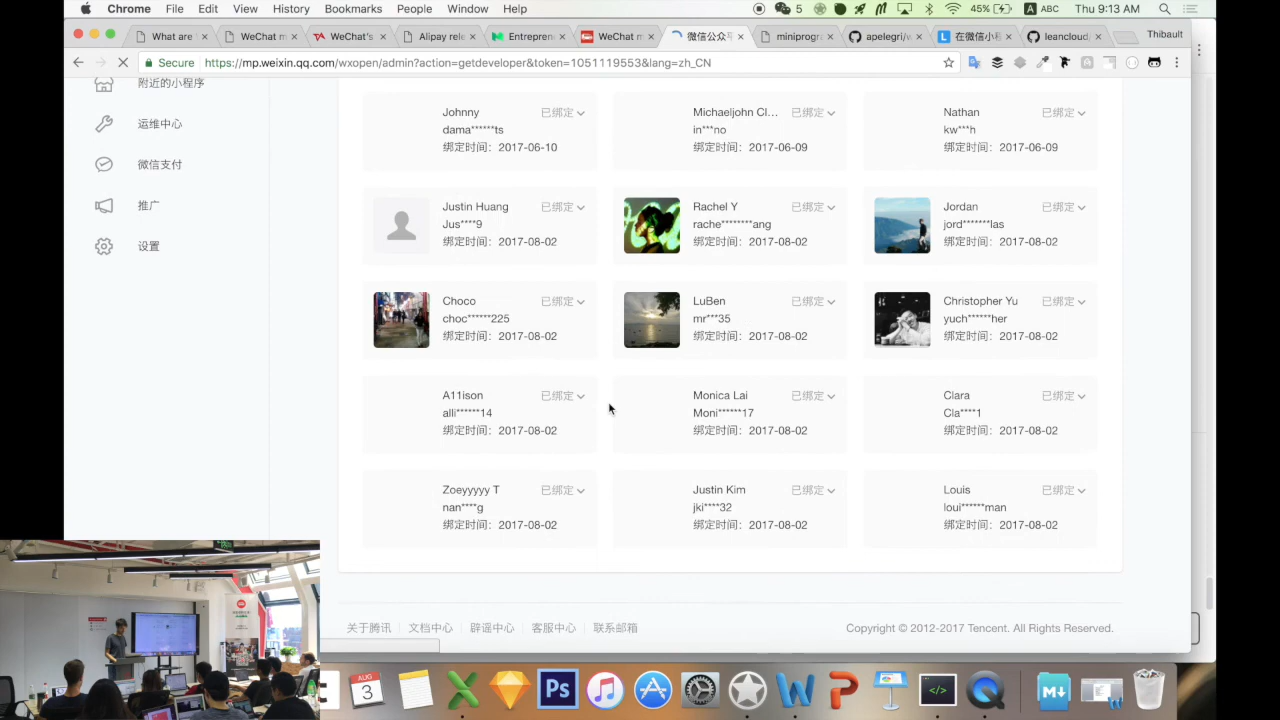 Chrome File Edit View History Bookmarks People Window Help
5 45% ABC Thu 9:13 AM
What are WeChat m WeChat's Alipay rele Entrepren WeChat m 微信公众平 miniprogra apelegri/w 在微信小程 leancloud/ Thibault
Secure https://mp.weixin.qq.com/wxopen/admin?action=getdeveloper&token=1051119553&lang=zh_CN
附近的小程序
运维中心
微信支付
推广
设置
Johnny 已绑定
dama******ts
绑定时间：2017-06-10
Michaeljohn Cl... 已绑定
in***no
绑定时间：2017-06-09
Nathan 已绑定
kw***h
绑定时间：2017-06-09
Justin Huang 已绑定
Jus****9
绑定时间：2017-08-02
Rachel Y 已绑定
rache********ang
绑定时间：2017-08-02
Jordan 已绑定
jord*******las
绑定时间：2017-08-02
Choco 已绑定
choc******225
绑定时间：2017-08-02
LuBen 已绑定
mr***35
绑定时间：2017-08-02
Christopher Yu 已绑定
yuch******her
绑定时间：2017-08-02
A11ison 已绑定
alli******14
绑定时间：2017-08-02
Monica Lai 已绑定
Moni******17
绑定时间：2017-08-02
Clara 已绑定
Cla****1
绑定时间：2017-08-02
Zoeyyyyy T 已绑定
nan****g
绑定时间：2017-08-02
Justin Kim 已绑定
jki****32
绑定时间：2017-08-02
Louis 已绑定
loui******man
绑定时间：2017-08-02
关于腾讯 文档中心 辟谣中心 客服中心 联系邮箱
Copyright © 2012-2017 Tencent. All Rights Reserved.
AUG
3
Ps
</>
M